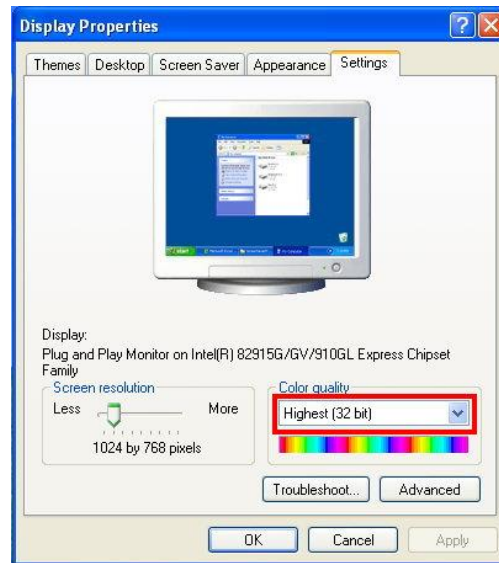 Display Properties
Themes Desktop Screen Saver Appearance Settings
start
Display:
Plug and Play Monitor on Intel(R) 82915G/GV/910GL Express Chipset
Family
Screen resolution
Less More
1024 by 768 pixels
Color quality
Highest (32 bit)
Troubleshoot... Advanced
OK Cancel Apply